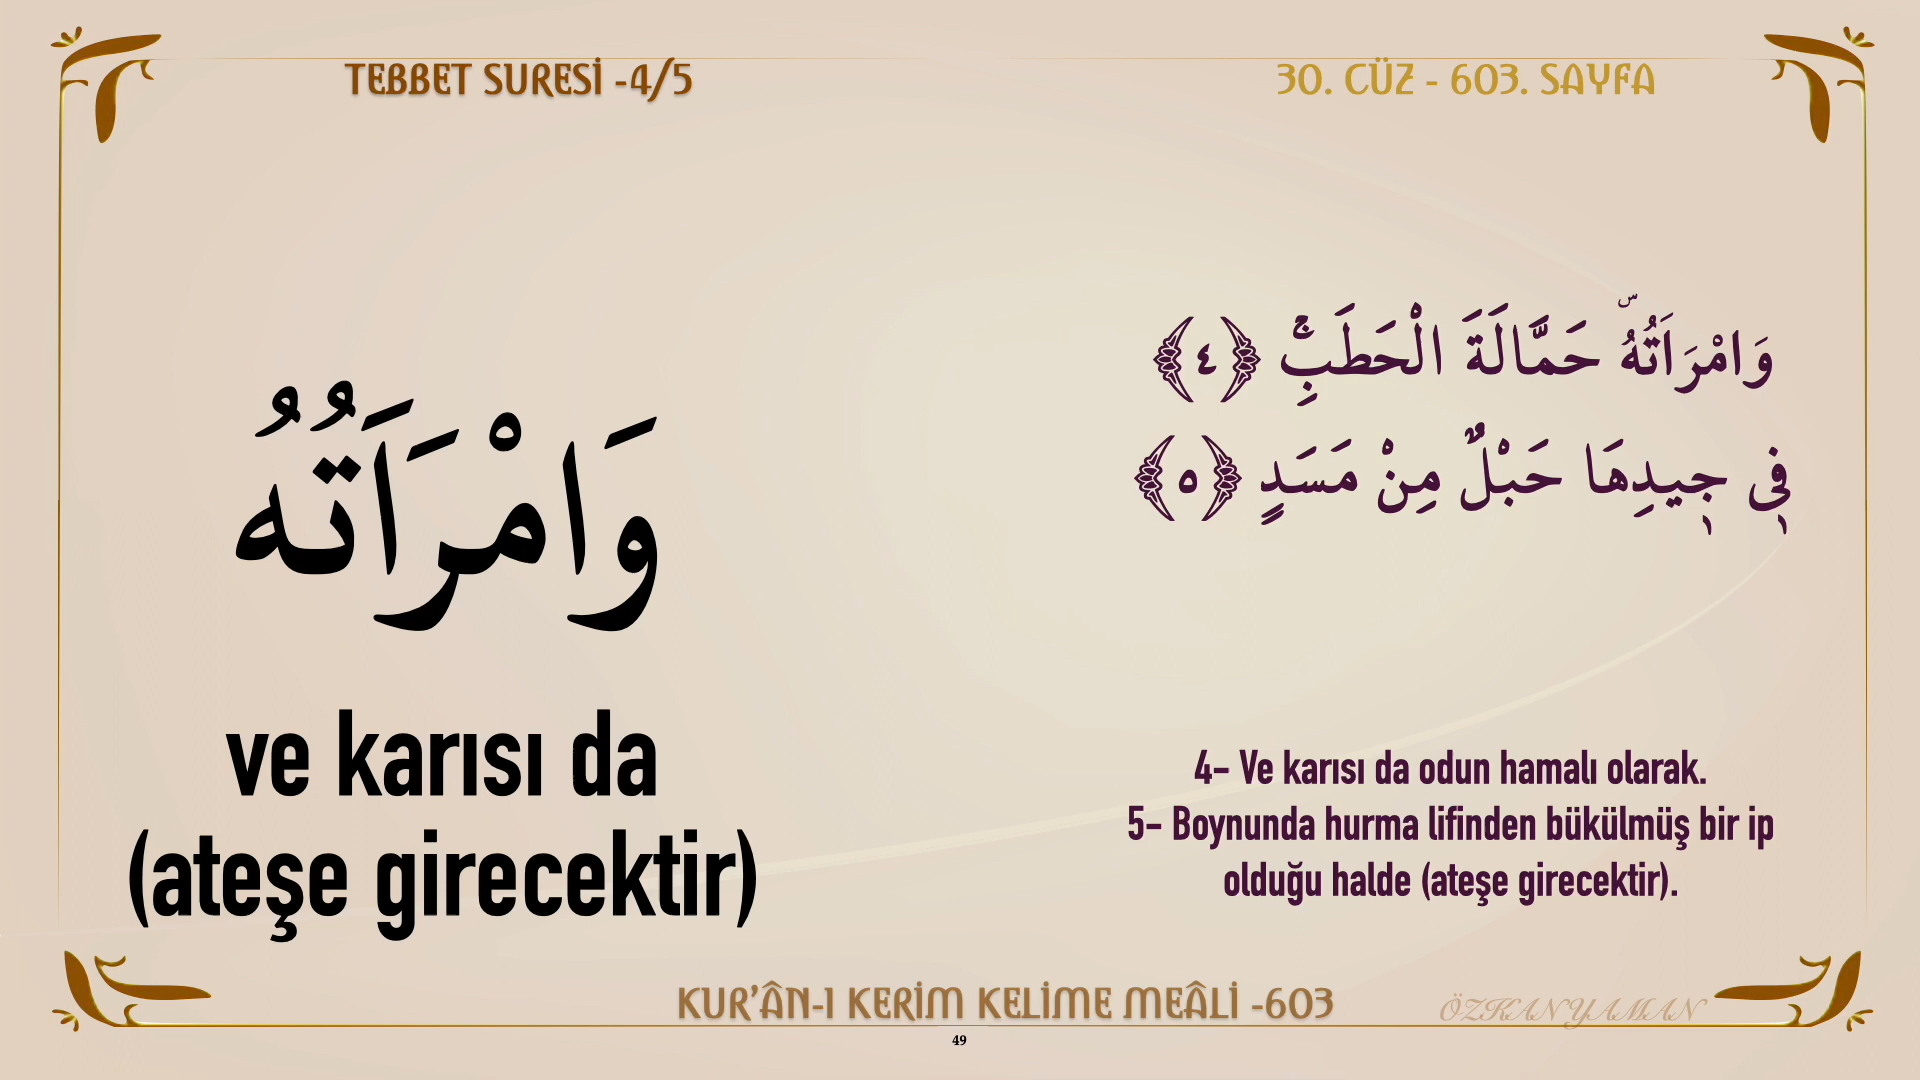 TEBBET SURESİ -4/5
30. CÜZ - 603. SAYFA
وَامْرَاَتُهُ
ve karısı da
(ateşe girecektir)
وَامْرَاَتُهُۜ حَمَّالَةَ الْحَطَبِۚ ﴿٤﴾
ف۪ي ج۪يدِهَا حَبْلٌ مِنْ مَسَدٍ ﴿٥﴾
4– Ve karısı da odun hamalı olarak.
5– Boynunda hurma lifinden bükülmüş bir ip
olduğu halde (ateşe girecektir).
KUR’ÂN-I KERİM KELİME MEÂLİ -603
ÖZKAN YAMAN
49